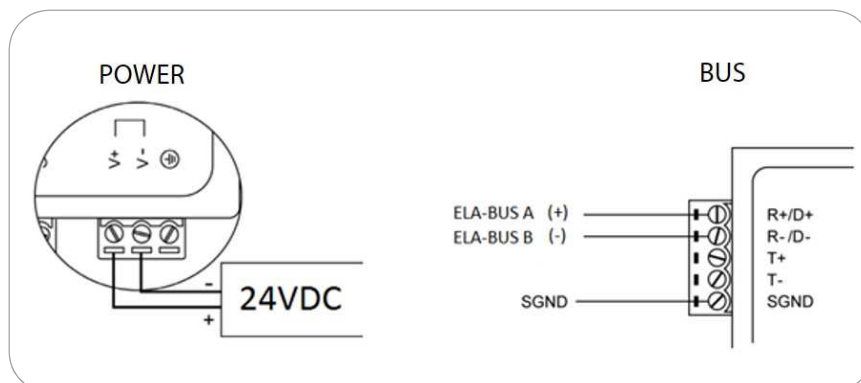 POWER
V+
V-
-
24VDC
+
BUS
ELA-BUS A (+)
ELA-BUS B (-)
SGND
R+/D+
R-/D-
T+
T-
SGND